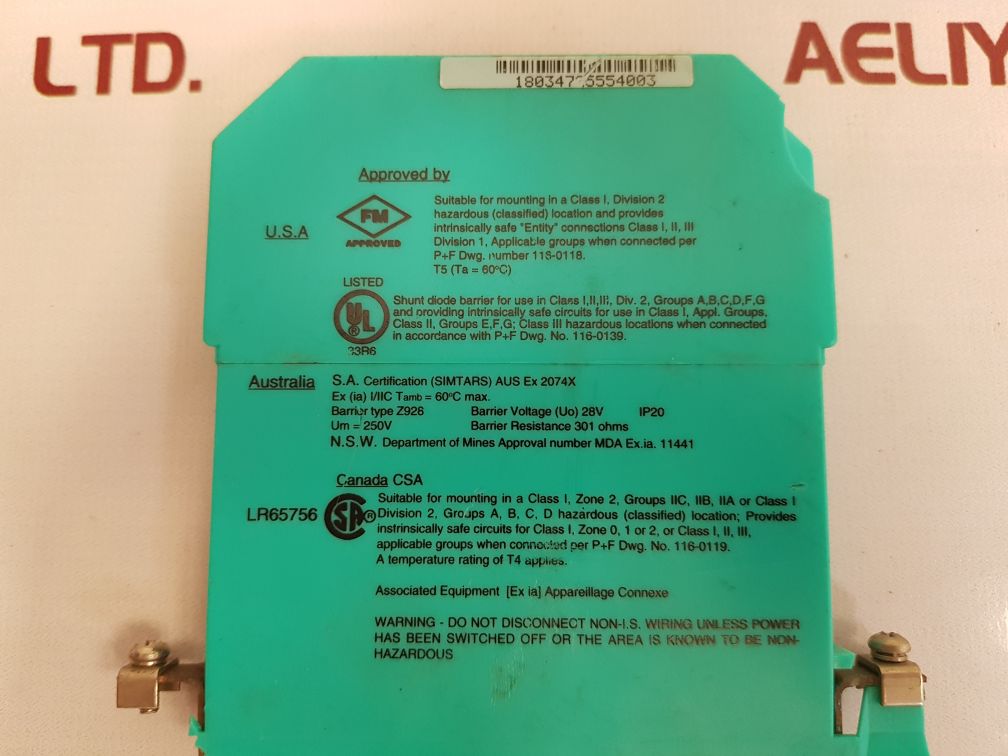 LTD. AELIY
Approved by
U.S.A
FM
APPROVED
Suitable for mounting in a Class I, Division 2
hazardous (classified) location and provides
intrinsically safe "Entity" connections Class I, II, III
Division 1, Applicable groups when connected per
P+F Dwg. number 116-0118.
T5 (Ta = 60°C)
LISTED
UL ®
33R6
Shunt diode barrier for use in Class I,II,III, Div. 2, Groups A,B,C,D,F,G
and providing intrinsically safe circuits for use in Class I, Appl. Groups,
Class II, Groups E,F,G; Class III hazardous locations when connected
in accordance with P+F Dwg. No. 116-0139.
Australia
S.A. Certification (SIMTARS) AUS Ex 2074X
Ex (ia) I/IIC Tamb = 60°C max.
Barrier type Z926 Barrier Voltage (Uo) 28V IP20
Um = 250V Barrier Resistance 301 ohms
N.S.W. Department of Mines Approval number MDA Ex.ia. 11441
Canada CSA
LR65756 SA ®
Suitable for mounting in a Class I, Zone 2, Groups IIC, IIB, IIA or Class I
Division 2, Groups A, B, C, D hazardous (classified) location; Provides
instrinsically safe circuits for Class I, Zone 0, 1 or 2, or Class I, II, III,
applicable groups when connected per P+F Dwg. No. 116-0119.
A temperature rating of T4 applies.
Associated Equipment [Ex ia] Appareillage Connexe
WARNING - DO NOT DISCONNECT NON-I.S. WIRING UNLESS POWER
HAS BEEN SWITCHED OFF OR THE AREA IS KNOWN TO BE NON-
HAZARDOUS